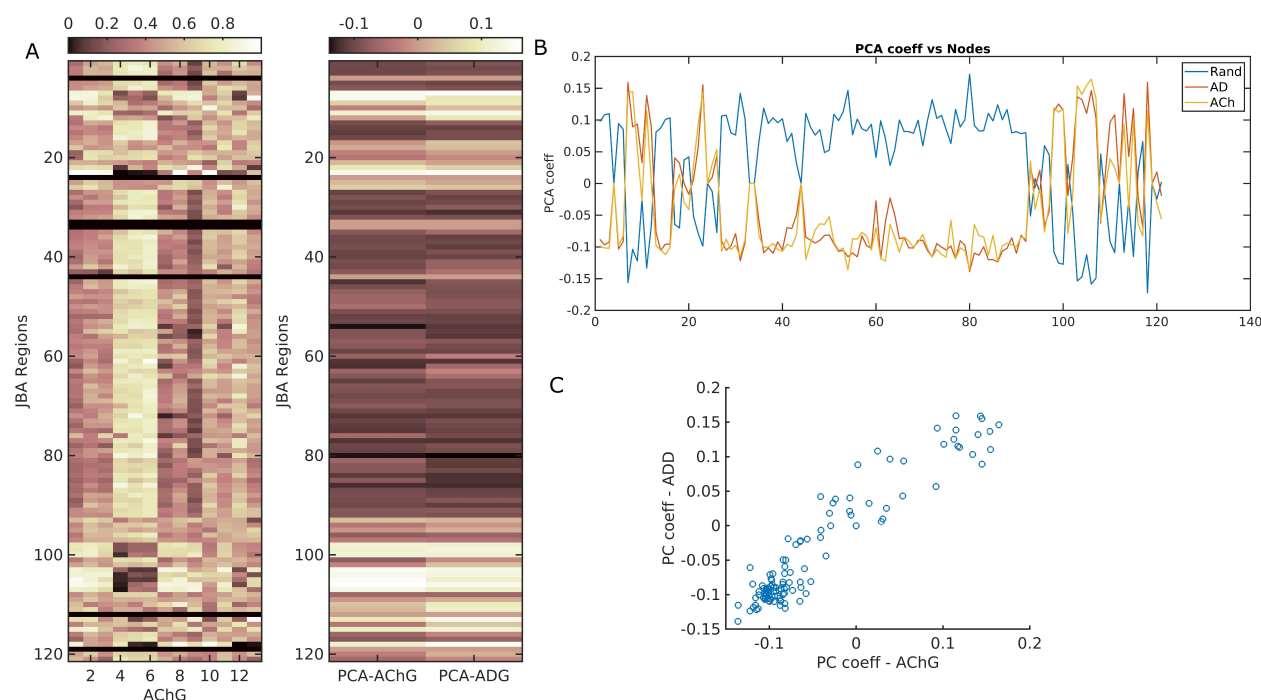 A
0 0.2 0.4 0.6 0.8
20
40
60
80
100
120
JBA Regions
2 4 6 8 10 12
AChG
-0.1 0 0.1
20
40
60
80
100
120
JBA Regions
PCA-AChG PCA-ADG
B
PCA coeff vs Nodes
0.2
0.15
0.1
0.05
0
-0.05
-0.1
-0.15
-0.2
PCA coeff
0 20 40 60 80 100 120 140
Rand
AD
ACh
C
0.2
0.15
0.1
0.05
0
-0.05
-0.1
-0.15
PC coeff - ADD
-0.1 0 0.1 0.2
PC coeff - AChG